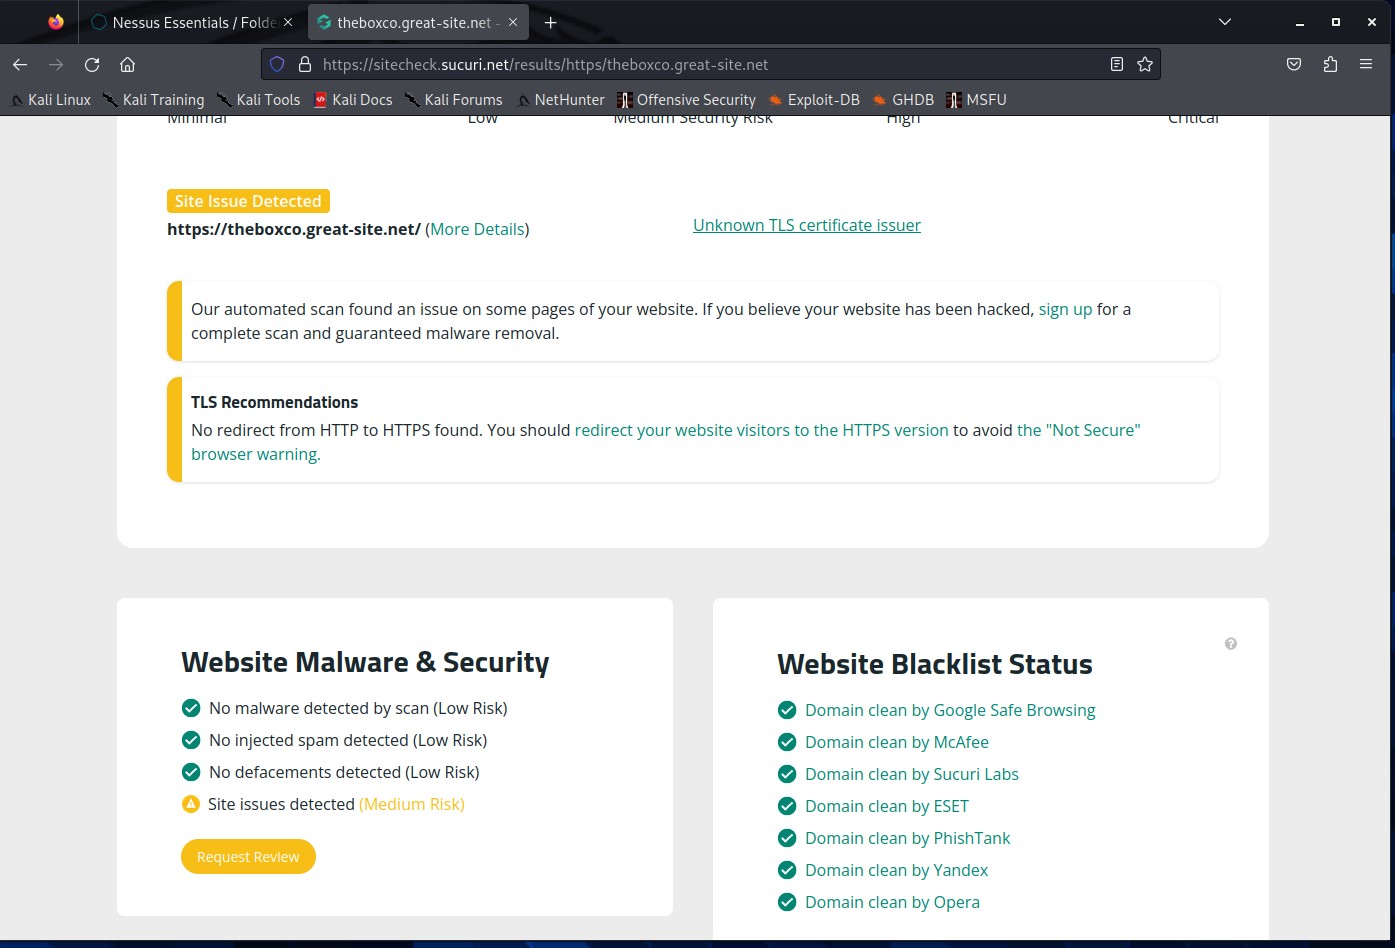 Nessus Essentials / Folde
theboxco.great-site.net -
https://sitecheck.sucuri.net/results/https/theboxco.great-site.net
Kali Linux Kali Training Kali Tools Kali Docs Kali Forums NetHunter Offensive Security Exploit-DB GHDB MSFU
Minimal Low Medium Security Risk High Critical
Site Issue Detected
https://theboxco.great-site.net/ (More Details)
Unknown TLS certificate issuer
Our automated scan found an issue on some pages of your website. If you believe your website has been hacked, sign up for a
complete scan and guaranteed malware removal.
TLS Recommendations
No redirect from HTTP to HTTPS found. You should redirect your website visitors to the HTTPS version to avoid the "Not Secure"
browser warning.
Website Malware & Security
No malware detected by scan (Low Risk)
No injected spam detected (Low Risk)
No defacements detected (Low Risk)
Site issues detected (Medium Risk)
Request Review
Website Blacklist Status
Domain clean by Google Safe Browsing
Domain clean by McAfee
Domain clean by Sucuri Labs
Domain clean by ESET
Domain clean by PhishTank
Domain clean by Yandex
Domain clean by Opera